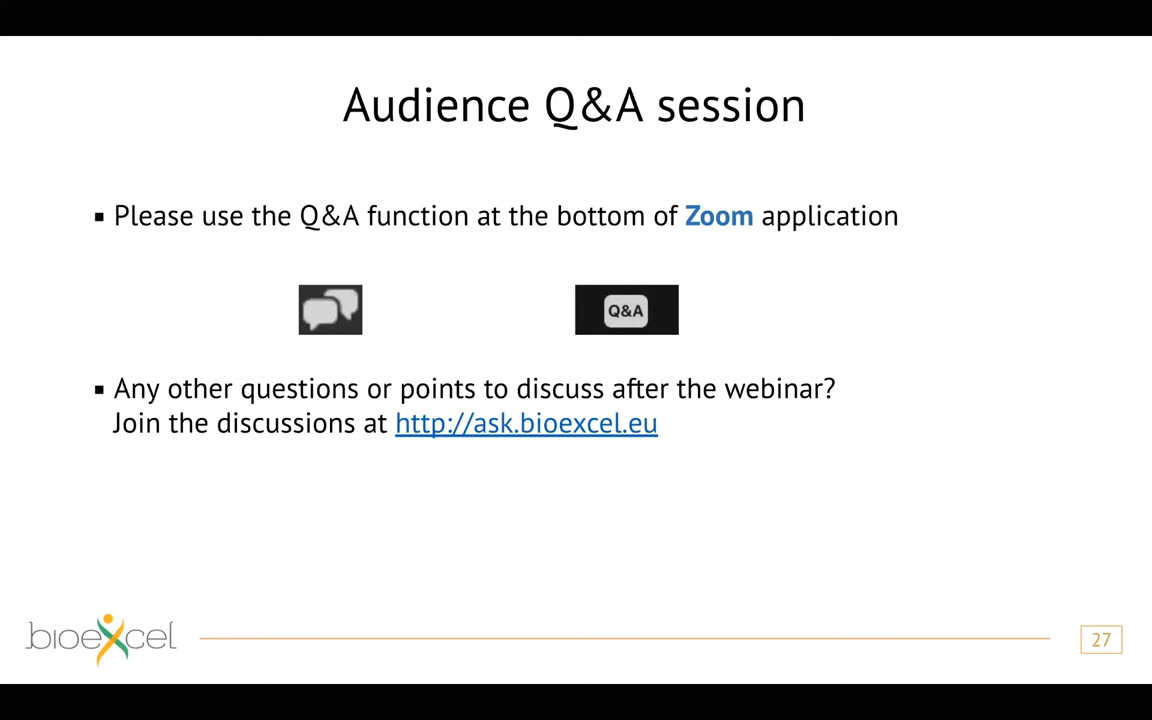 Audience Q&A session
▪ Please use the Q&A function at the bottom of Zoom application
Q&A
▪ Any other questions or points to discuss after the webinar?
Join the discussions at http://ask.bioexcel.eu
bioexcel
27